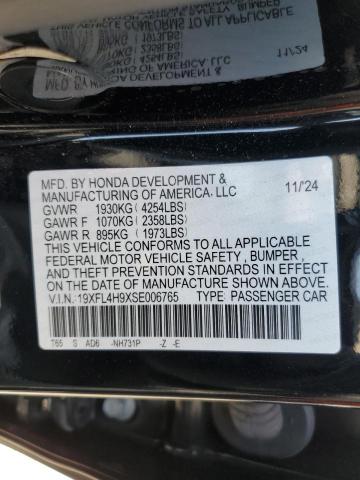 MFD. BY HONDA DEVELOPMENT &
MANUFACTURING OF AMERICA, LLC 11/24
GVWR 1930KG (4254LBS)
GAWR F 1070KG (2358LBS)
GAWR R 895KG (1973LBS)
THIS VEHICLE CONFORMS TO ALL APPLICABLE
FEDERAL MOTOR VEHICLE SAFETY, BUMPER,
AND THEFT PREVENTION STANDARDS IN EFFECT
ON THE DATE OF MANUFACTURE SHOWN ABOVE.
V.I.N.: 19XFL4H9XSE006765 TYPE: PASSENGER CAR
T65 S AD6 -NH731P -Z -E